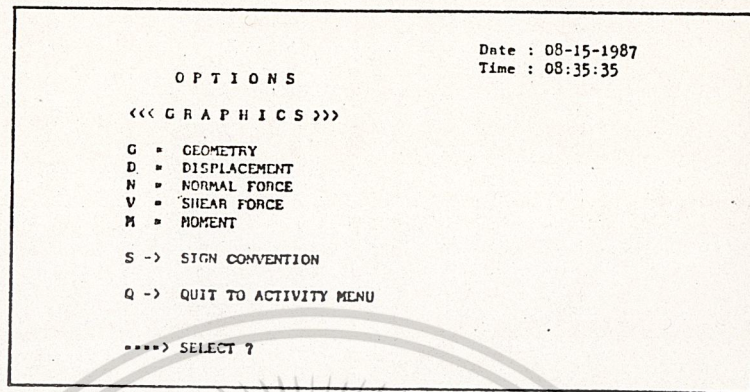 Date : 08-15-1987
Time : 08:35:35
O P T I O N S
<<< G R A P H I C S >>>
G = GEOMETRY
D = DISPLACEMENT
N = NORMAL FORCE
V = SHEAR FORCE
M = MOMENT
S -> SIGN CONVENTION
Q -> QUIT TO ACTIVITY MENU
====> SELECT ?